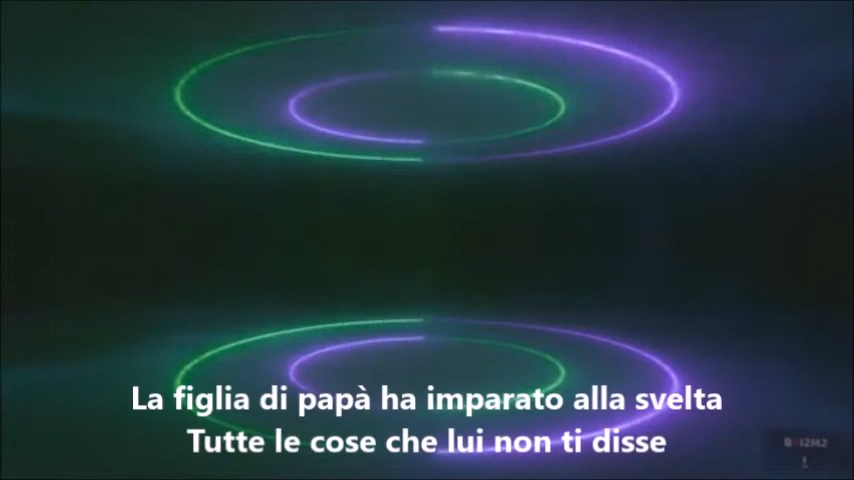 La figlia di papà ha imparato alla svelta
Tutte le cose che lui non ti disse